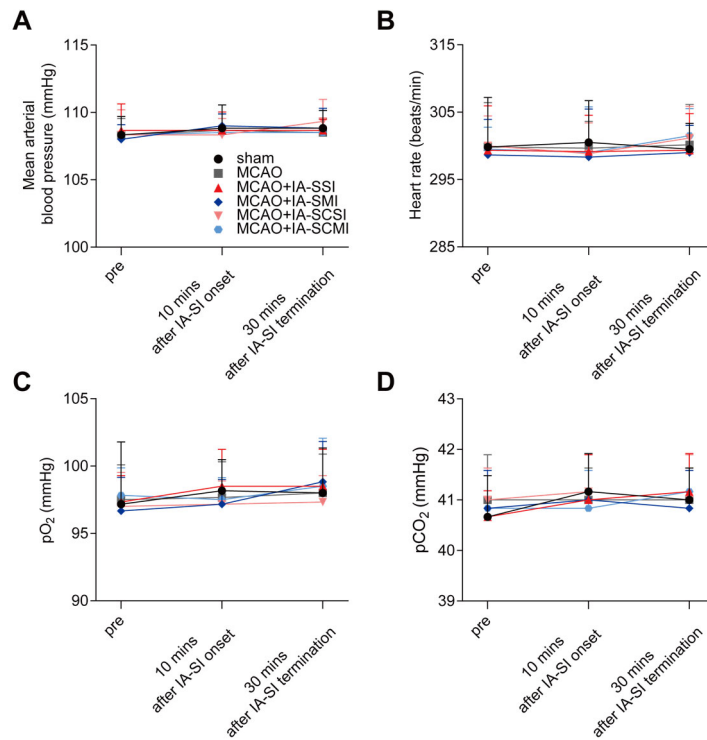 A
Mean arterial
blood pressure (mmHg)
115
110
105
100
sham
MCAO
MCAO+IA-SSI
MCAO+IA-SMI
MCAO+IA-SCSI
MCAO+IA-SCMI
pre
10 mins
after IA-SI onset
30 mins
after IA-SI termination
B
Heart rate (beats/min)
315
305
295
285
pre
10 mins
after IA-SI onset
30 mins
after IA-SI termination
C
pO₂ (mmHg)
105
100
95
90
pre
10 mins
after IA-SI onset
30 mins
after IA-SI termination
D
pCO₂ (mmHg)
43
42
41
40
39
pre
10 mins
after IA-SI onset
30 mins
after IA-SI termination